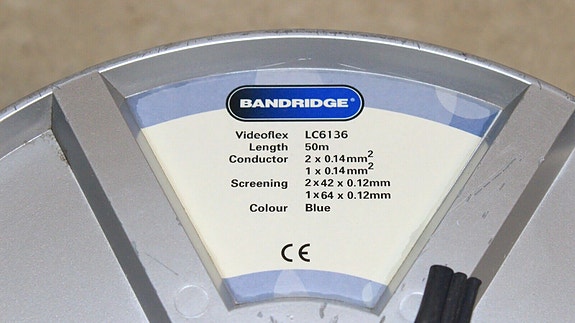 BANDRIDGE®
Videoflex LC6136
Length 50m
Conductor 2 x 0.14mm²
1 x 0.14mm²
Screening 2x42 x 0.12mm
1x64 x 0.12mm
Colour Blue
CE